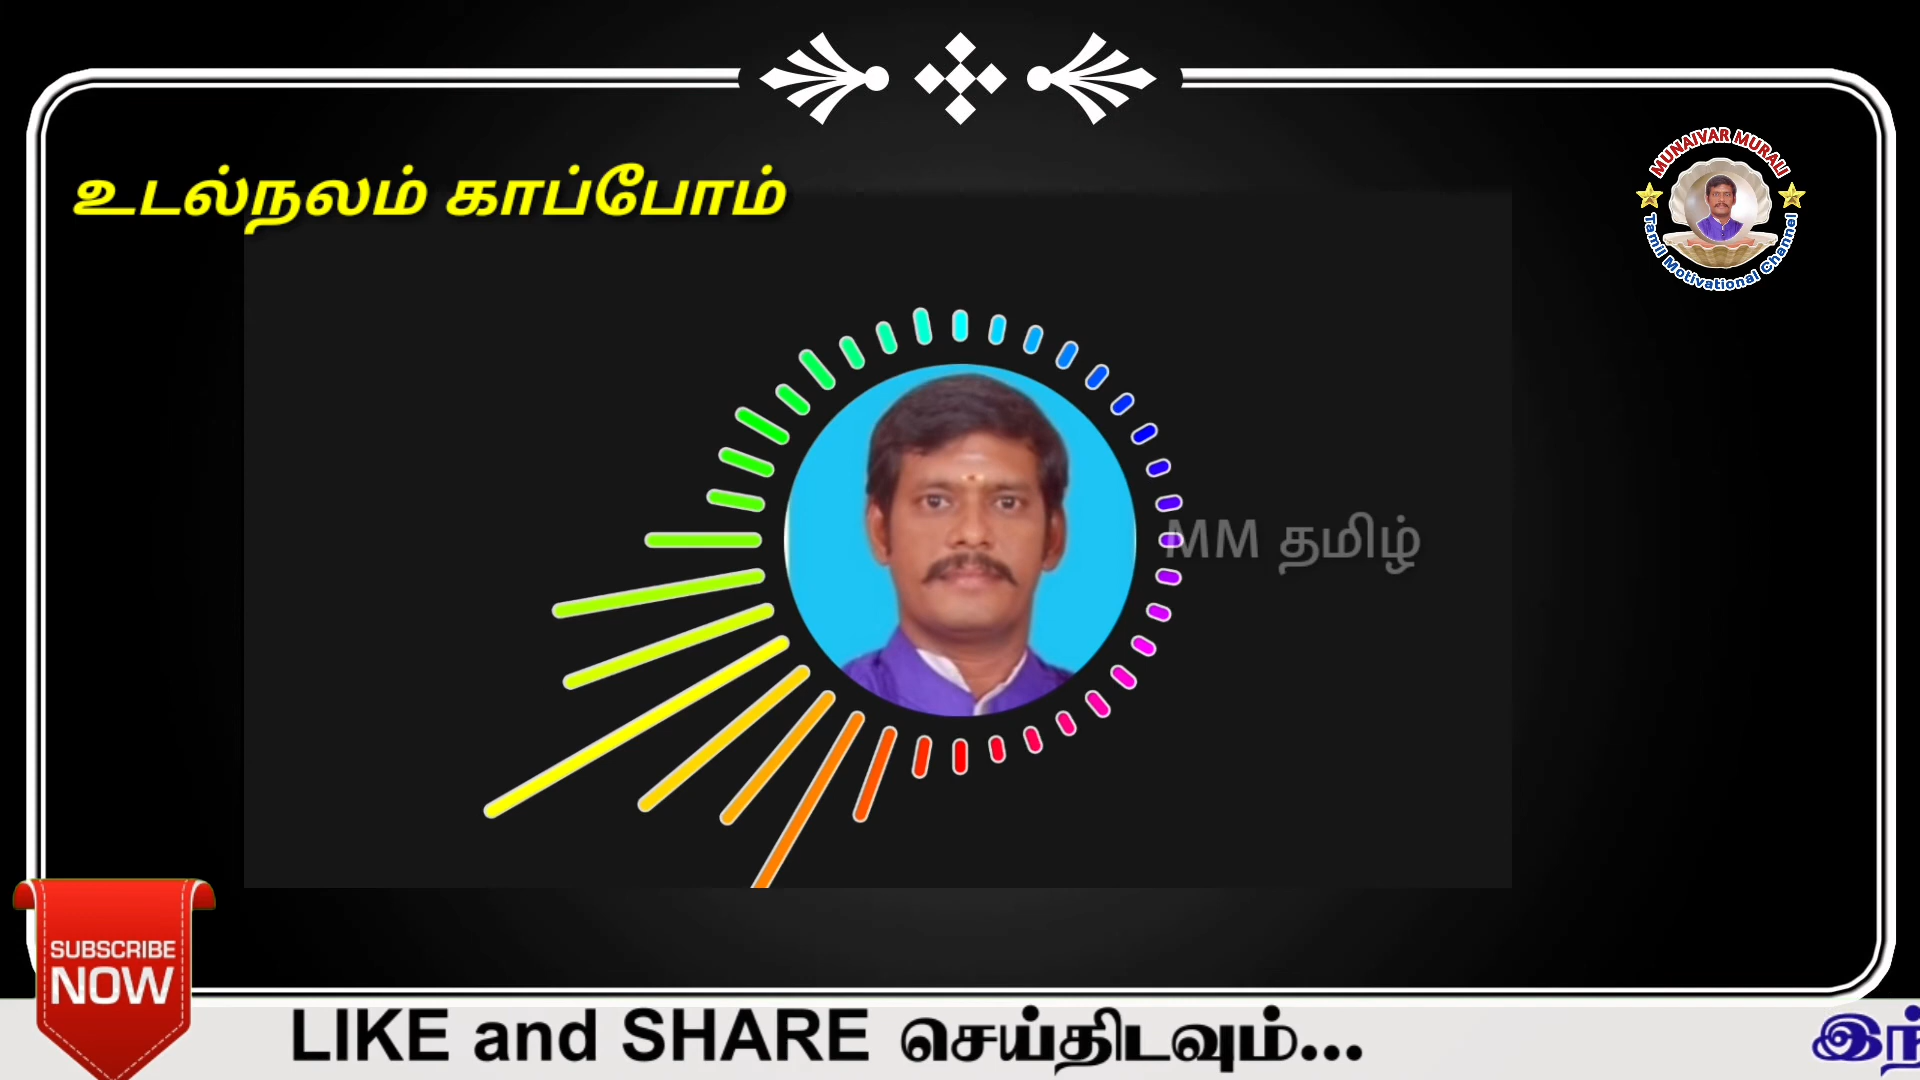 உடல்நலம் காப்போம்
MUNAIVAR MURALI
Tamil Motivational Channel
MM தமிழ்
SUBSCRIBE
NOW
LIKE and SHARE செய்திடவும்...